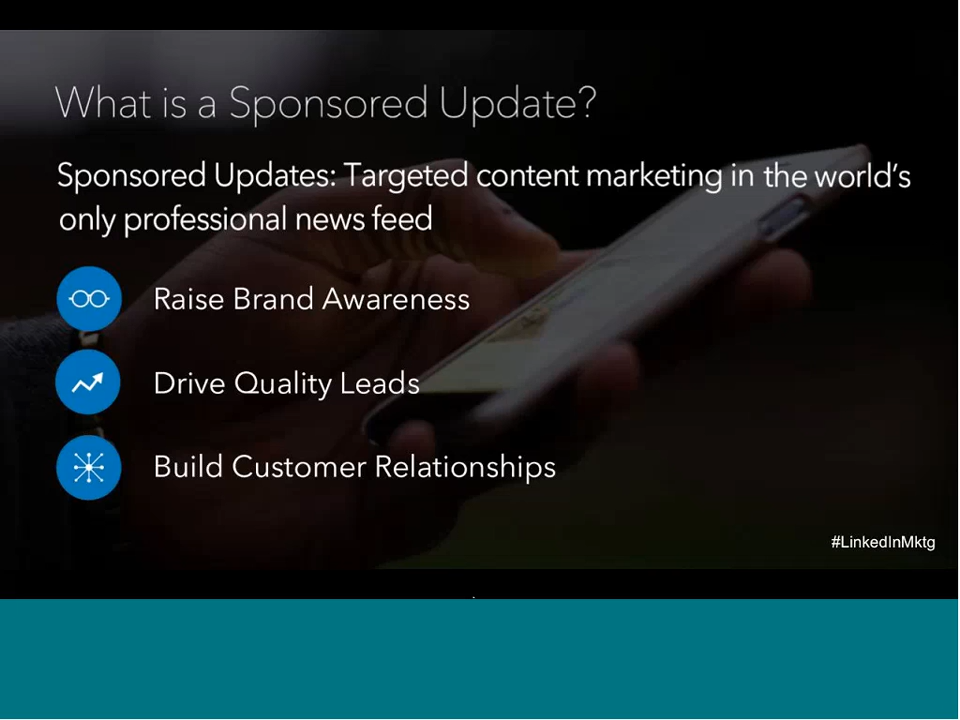 What is a Sponsored Update?
Sponsored Updates: Targeted content marketing in the world's
only professional news feed
Raise Brand Awareness
Drive Quality Leads
Build Customer Relationships
#LinkedInMktg